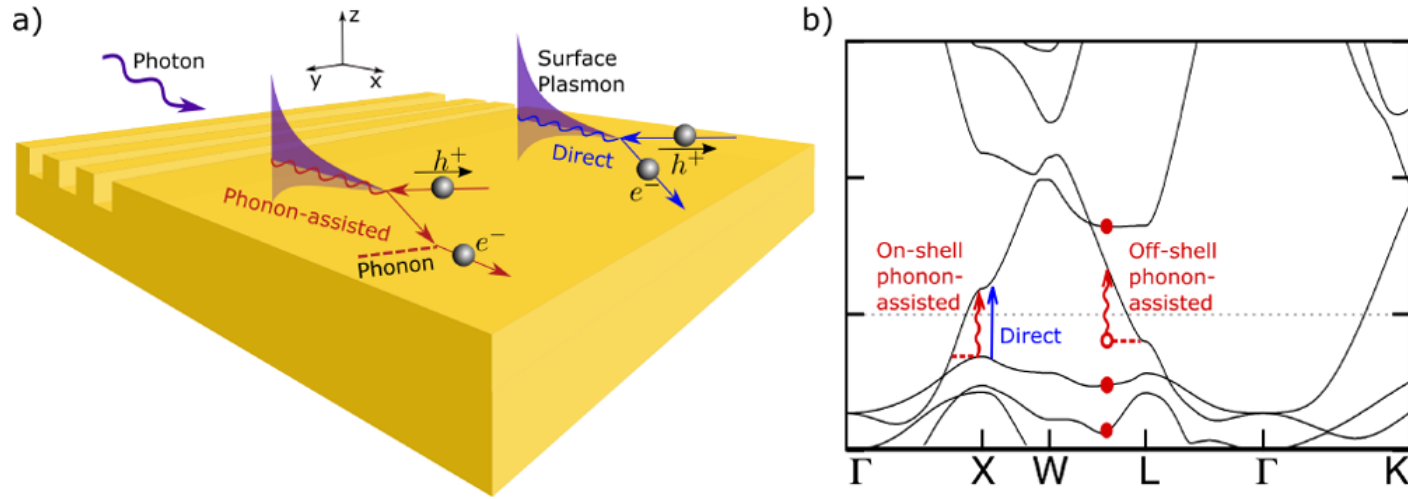 a)
Photon
z
y
x
Surface
Plasmon
h⁺
Direct
h⁺
e⁻
Phonon-assisted
e⁻
Phonon
b)
On-shell
phonon-
assisted
Off-shell
phonon-
assisted
Direct
Γ X W L Γ K